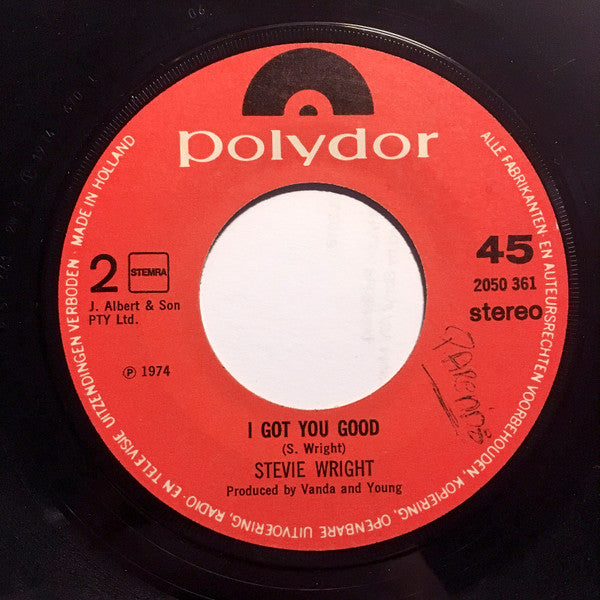 polydor
ALLE FABRIKANTEN- EN AUTEURSRECHTEN VOORBEHOUDEN, KOPIERING, OPENBARE UITVOERING, RADIO- EN TELEVISIE UITZENDINGEN VERBODEN MADE IN HOLLAND
2 STEMRA
J. Albert & Son
PTY Ltd.
℗ 1974
45
2050 361
stereo
I GOT YOU GOOD
(S. Wright)
STEVIE WRIGHT
Produced by Vanda and Young